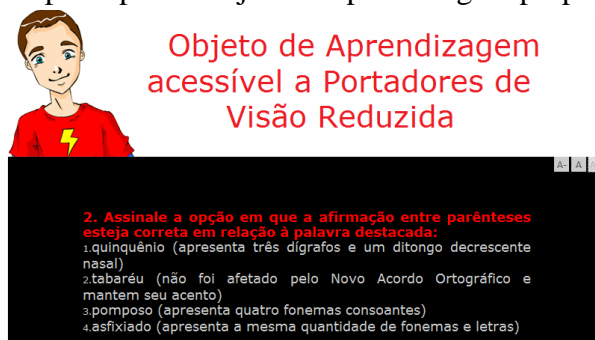 Objeto de Aprendizagem
acessível a Portadores de
Visão Reduzida
A- A
2. Assinale a opção em que a afirmação entre parênteses
esteja correta em relação à palavra destacada:
1.quinquênio (apresenta três dígrafos e um ditongo decrescente
nasal)
2.tabaréu (não foi afetado pelo Novo Acordo Ortográfico e
mantem seu acento)
3.pomposo (apresenta quatro fonemas consoantes)
4.asfixiado (apresenta a mesma quantidade de fonemas e letras)